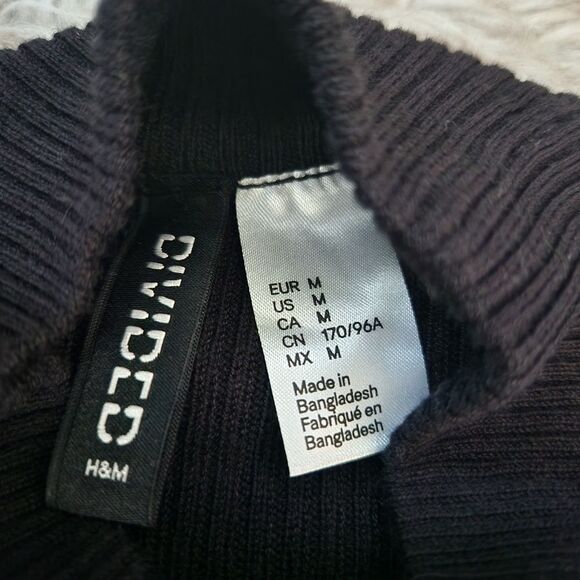 DIVIDED
H&M
EUR M
US M
CA M
CN 170/96A
MX M
Made in
Bangladesh
Fabriqué en
Bangladesh